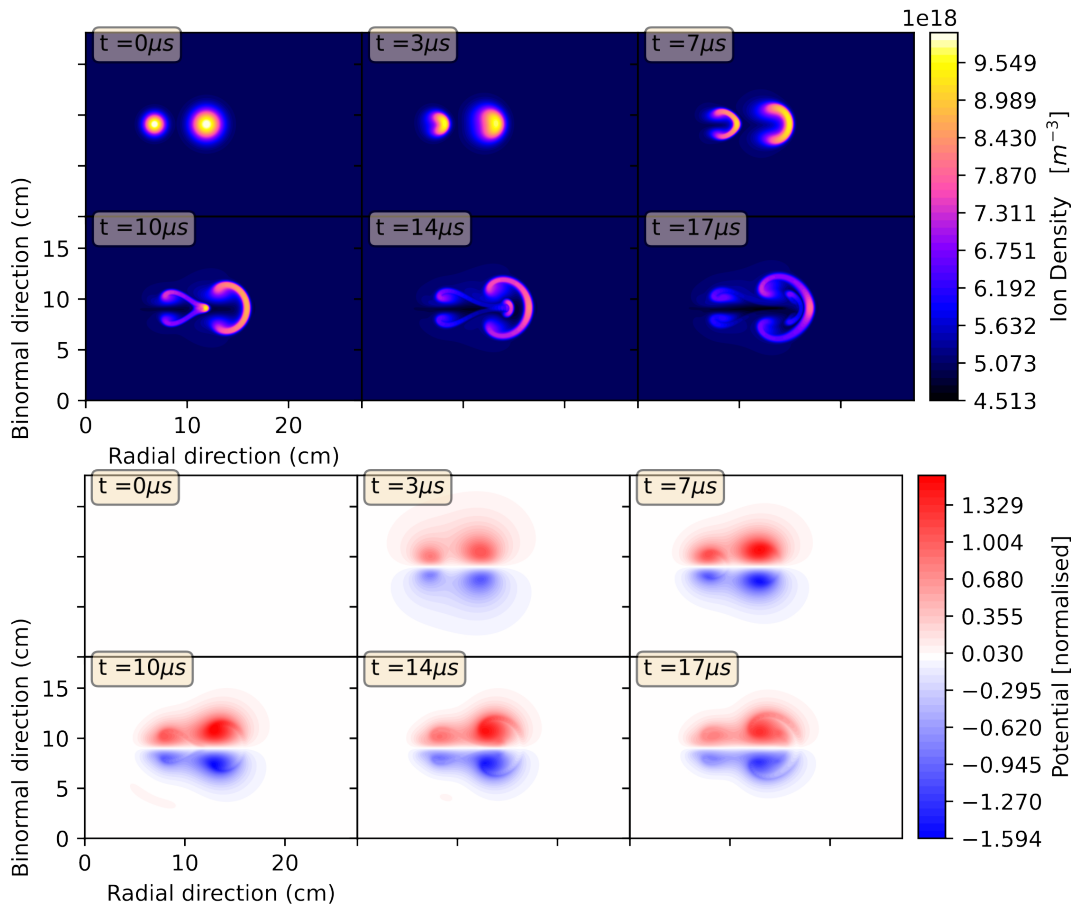 1e18
t =0μs
t =3μs
t =7μs
t =10μs
t =14μs
t =17μs
Binormal direction (cm)
15
10
5
0
0
10
20
Radial direction (cm)
9.549
8.989
8.430
7.870
7.311
6.751
6.192
5.632
5.073
4.513
Ion Density [m⁻³]
t =0μs
t =3μs
t =7μs
t =10μs
t =14μs
t =17μs
Binormal direction (cm)
15
10
5
0
0
10
20
Radial direction (cm)
1.329
1.004
0.680
0.355
0.030
−0.295
−0.620
−0.945
−1.270
−1.594
Potential [normalised]